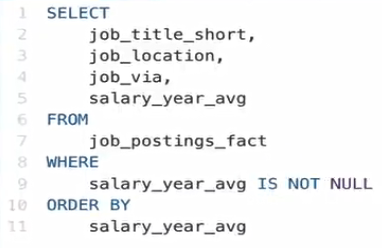 1 SELECT
2 job_title_short,
3 job_location,
4 job_via,
5 salary_year_avg
6 FROM
7 job_postings_fact
8 WHERE
9 salary_year_avg IS NOT NULL
10 ORDER BY
11 salary_year_avg